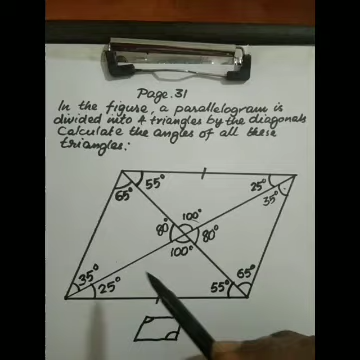 Page.31
In the figure, a parallelogram is
divided into 4 triangles by the diagonals
Calculate the angles of all these
triangles:
55° 25°
65° 35°
100°
80° 80°
100°
35° 65°
25° 55°